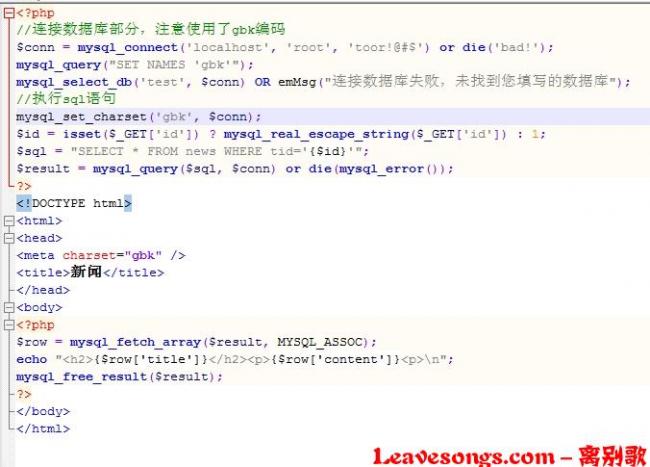 <?php
//连接数据库部分，注意使用了gbk编码
$conn = mysql_connect('localhost', 'root', 'toor!@#$') or die('bad!');
mysql_query("SET NAMES 'gbk'");
mysql_select_db('test', $conn) OR emMsg("连接数据库失败，未找到您填写的数据库");
//执行sql语句
mysql_set_charset('gbk', $conn);
$id = isset($_GET['id']) ? mysql_real_escape_string($_GET['id']) : 1;
$sql = "SELECT * FROM news WHERE tid='{$id}'";
$result = mysql_query($sql, $conn) or die(mysql_error());
?>
<!DOCTYPE html>
<html>
<head>
<meta charset="gbk" />
<title>新闻</title>
</head>
<body>
<?php
$row = mysql_fetch_array($result, MYSQL_ASSOC);
echo "<h2>{$row['title']}</h2><p>{$row['content']}<p>\n";
mysql_free_result($result);
?>
</body>
</html>
Leavesongs.com – 离别歌